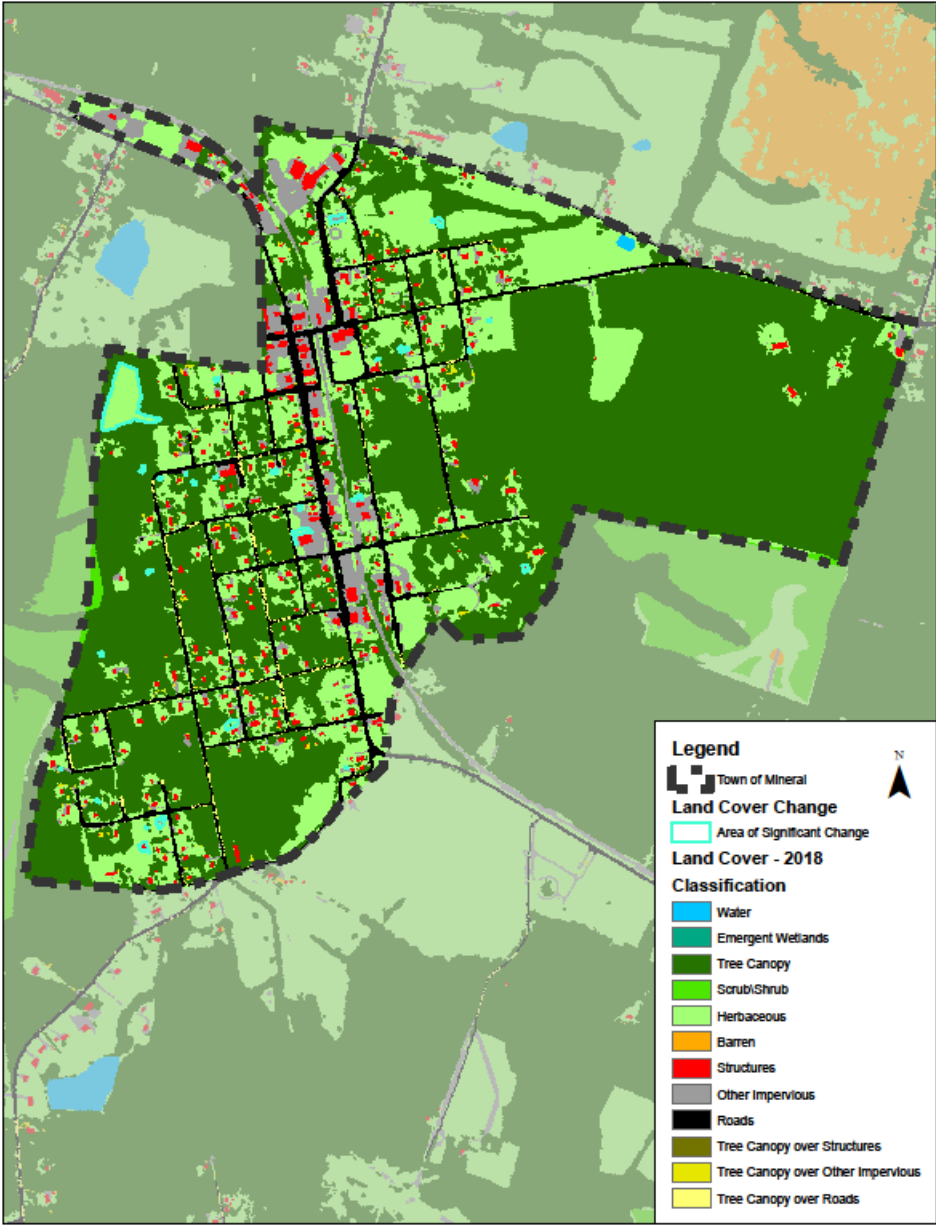 Legend
N
Town of Mineral
Land Cover Change
Area of Significant Change
Land Cover - 2018
Classification
Water
Emergent Wetlands
Tree Canopy
Scrub\Shrub
Herbaceous
Barren
Structures
Other Impervious
Roads
Tree Canopy over Structures
Tree Canopy over Other Impervious
Tree Canopy over Roads